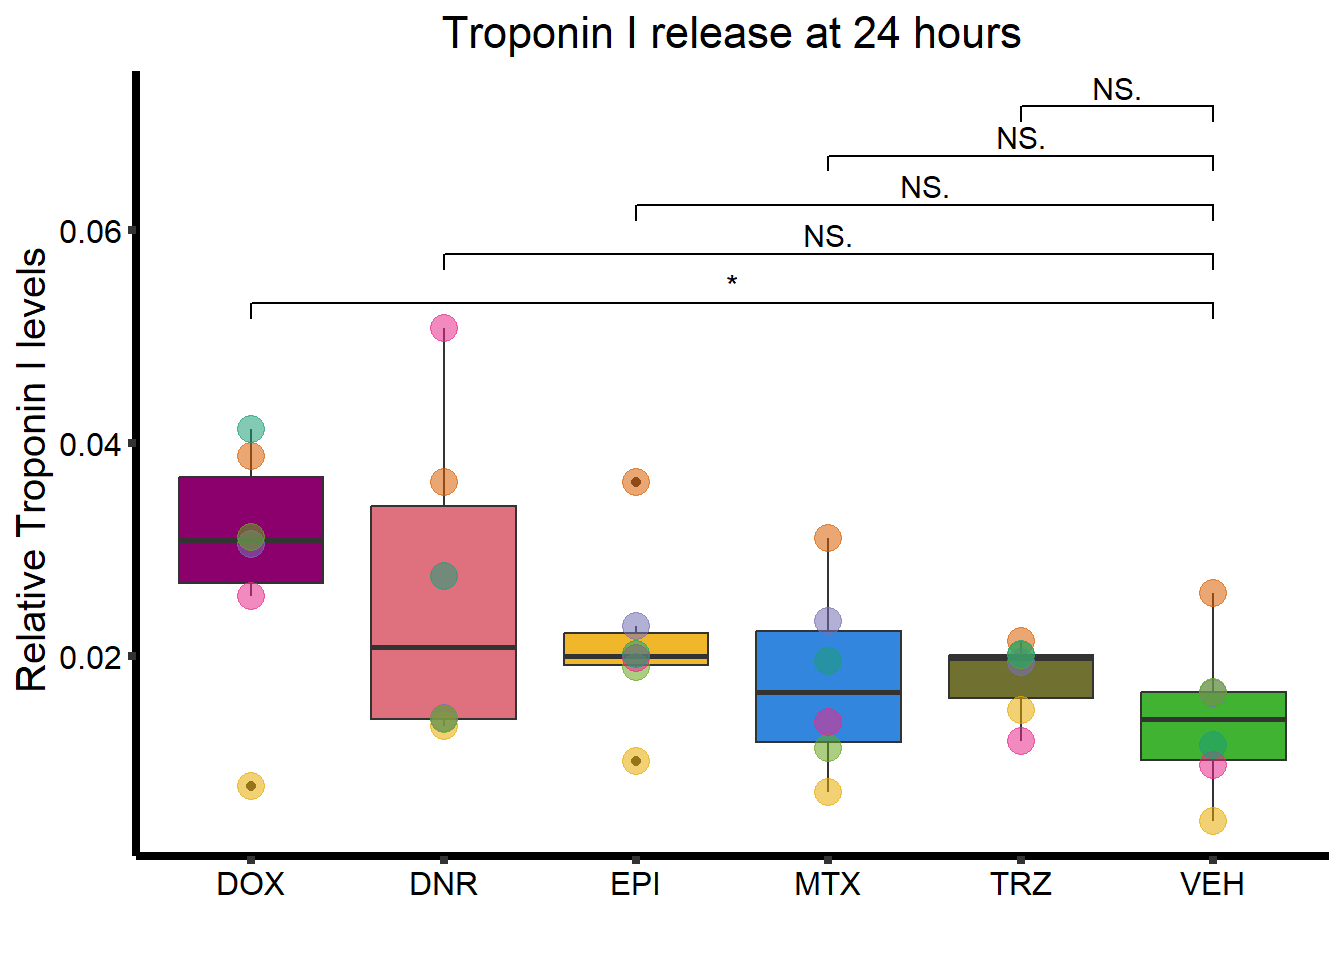 Troponin I release at 24 hours
NS.
NS.
NS.
NS.
*
Relative Troponin I levels
0.06
0.04
0.02
DOX DNR EPI MTX TRZ VEH